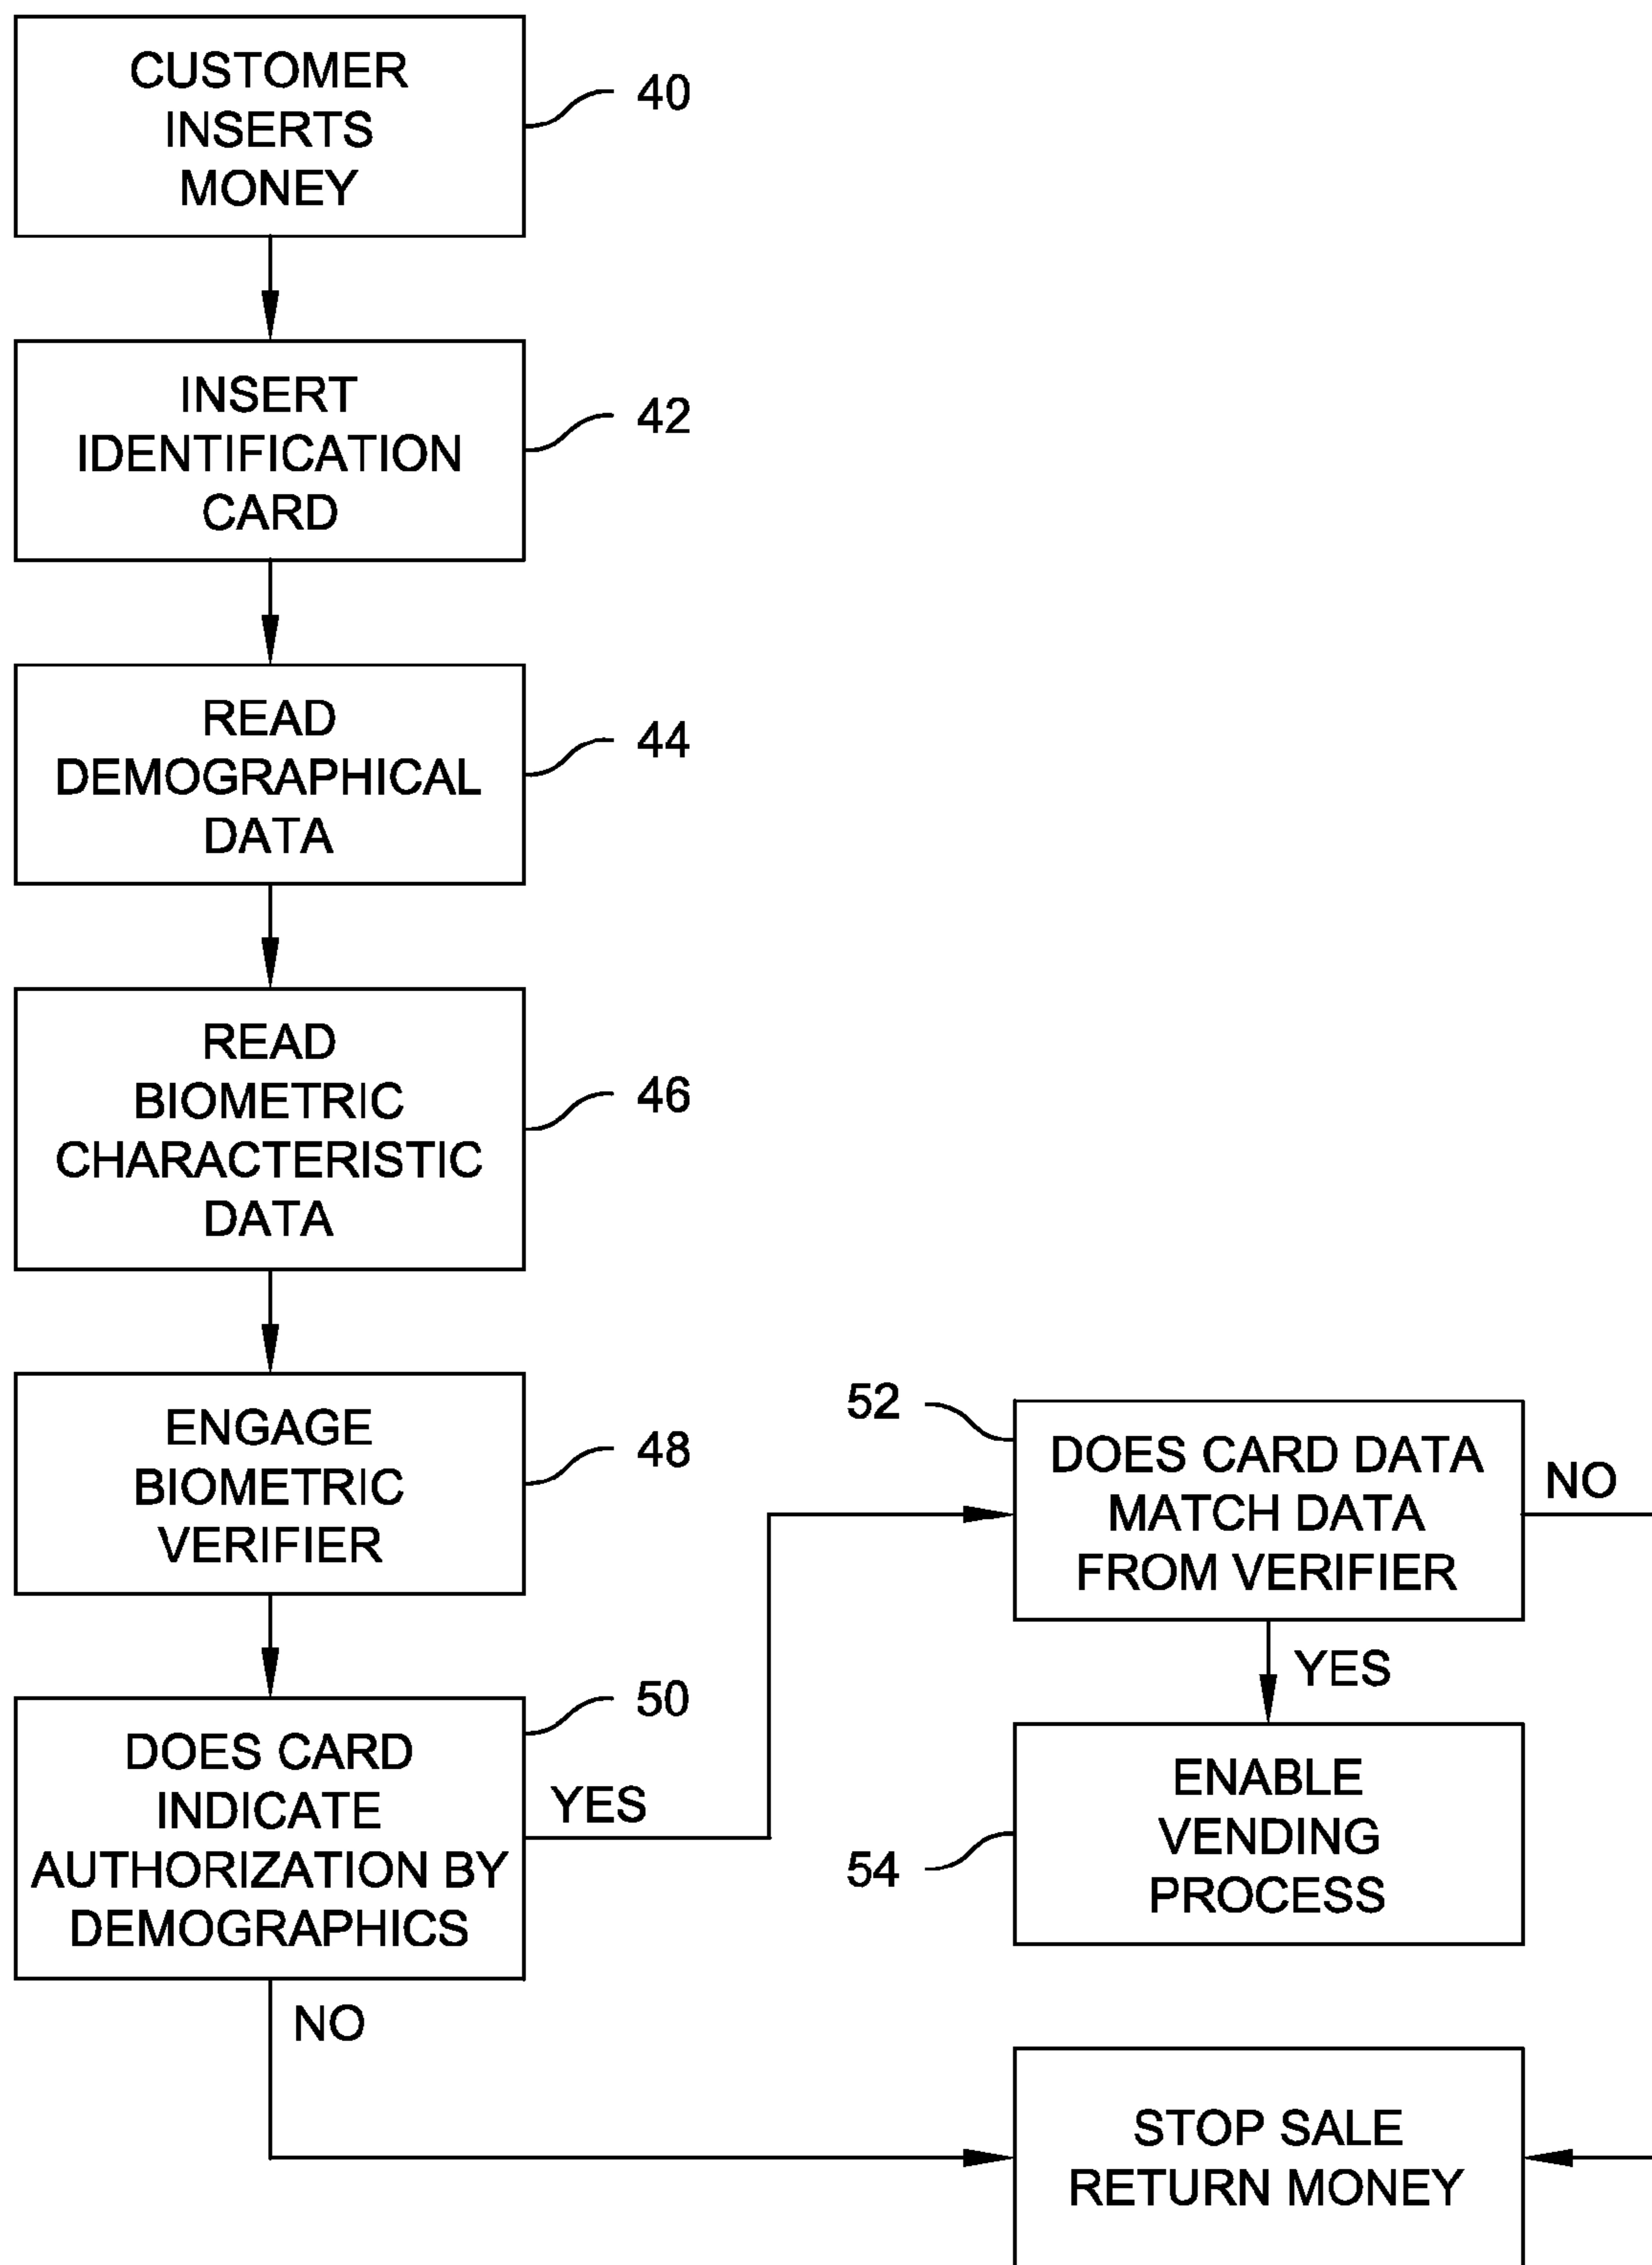 CUSTOMER
INSERTS
MONEY
40
INSERT
IDENTIFICATION
CARD
42
READ
DEMOGRAPHICAL
DATA
44
READ
BIOMETRIC
CHARACTERISTIC
DATA
46
ENGAGE
BIOMETRIC
VERIFIER
48
DOES CARD
INDICATE
AUTHORIZATION BY
DEMOGRAPHICS
50
YES
NO
52
DOES CARD DATA
MATCH DATA
FROM VERIFIER
NO
YES
ENABLE
VENDING
PROCESS
54
STOP SALE
RETURN MONEY